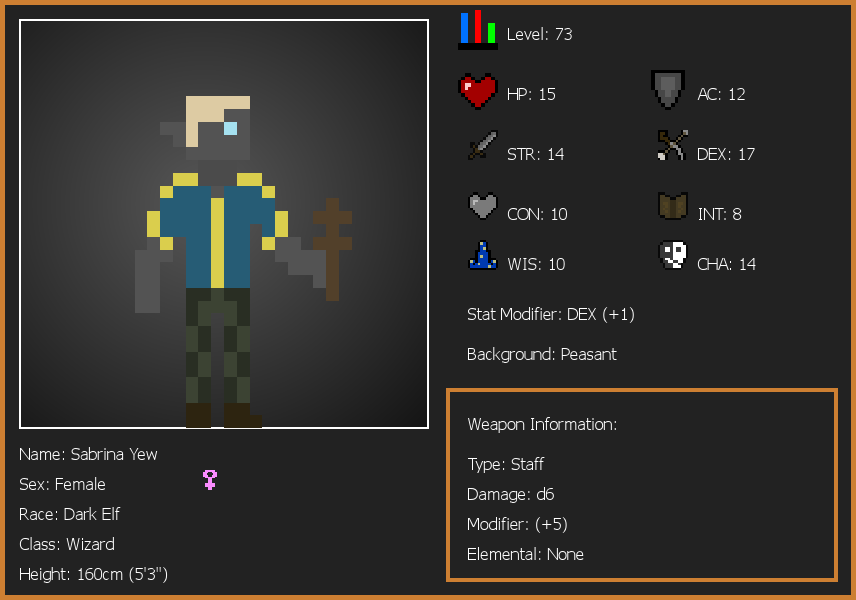 Level: 73
HP: 15
AC: 12
STR: 14
DEX: 17
CON: 10
INT: 8
WIS: 10
CHA: 14
Stat Modifier: DEX (+1)
Background: Peasant
Weapon Information:
Type: Staff
Damage: d6
Modifier: (+5)
Elemental: None
Name: Sabrina Yew
Sex: Female
Race: Dark Elf
Class: Wizard
Height: 160cm (5'3")